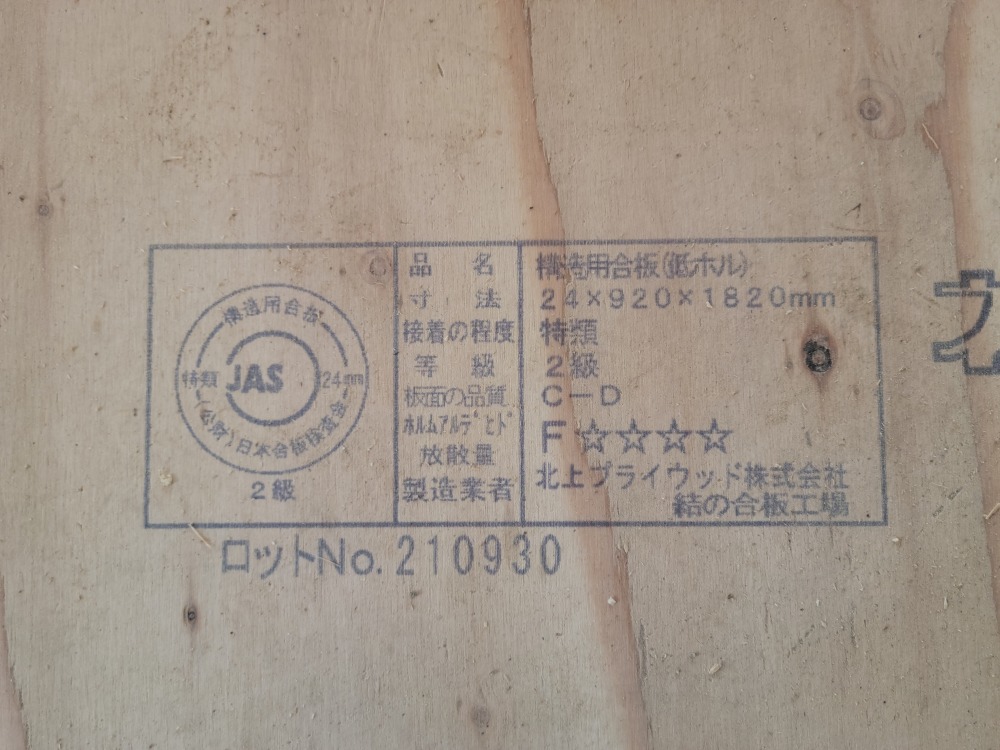 構造用合板
特類 JAS 24mm
(公財)日本合板検査会
2級
品名 構造用合板(低ホル)
寸法 24×920×1820mm
接着の程度 特類
等級 2級
板面の品質 C-D
ホルムアルデヒド
放散量 F☆☆☆☆
製造業者 北上プライウッド株式会社
結の合板工場
ロットNo.210930